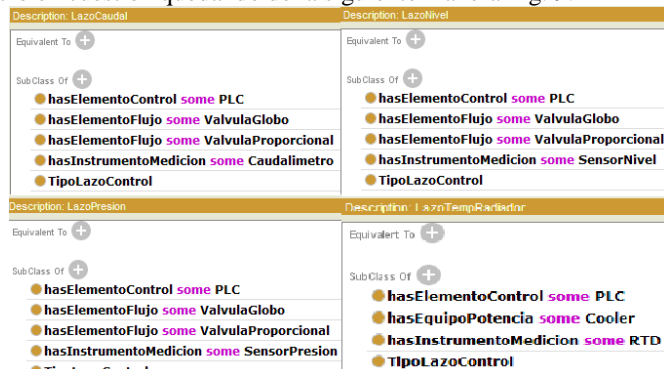 Description: LazoCaudal
Equivalent To
SubClass Of
hasElementoControl some PLC
hasElementoFlujo some ValvulaGlobo
hasElementoFlujo some ValvulaProporcional
hasInstrumentoMedicion some Caudalimetro
TipoLazoControl
Description: LazoNivel
Equivalent To
SubClass Of
hasElementoControl some PLC
hasElementoFlujo some ValvulaGlobo
hasElementoFlujo some ValvulaProporcional
hasInstrumentoMedicion some SensorNivel
TipoLazoControl
Description: LazoPresion
Equivalent To
SubClass Of
hasElementoControl some PLC
hasElementoFlujo some ValvulaGlobo
hasElementoFlujo some ValvulaProporcional
hasInstrumentoMedicion some SensorPresion
Description: LazoTempRadiador
Equivalent To
SubClass Of
hasElementoControl some PLC
hasEquipoPotencia some Cooler
hasInstrumentoMedicion some RTD
TipoLazoControl